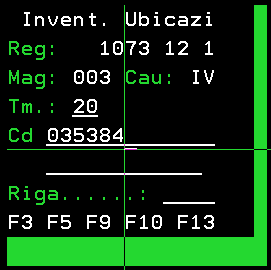 Invent. Ubicazi
Reg: 1073 12 1
Mag: 003 Cau: IV
Tm.: 20
Cd 035384
Riga......:
F3 F5 F9 F10 F13